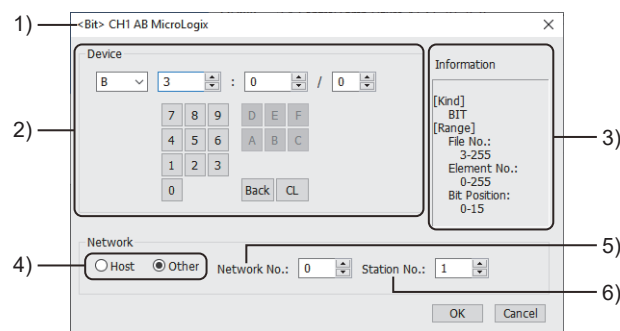 1)
<Bit> CH1 AB MicroLogix
Device
B 3 : 0 / 0
7 8 9 D E F
4 5 6 A B C
1 2 3
0 Back CL
2)
Information
[Kind]
BIT
[Range]
File No.:
3-255
Element No.:
0-255
Bit Position:
0-15
3)
Network
4)
Host Other Network No.: 0 Station No.: 1
5)
6)
OK Cancel